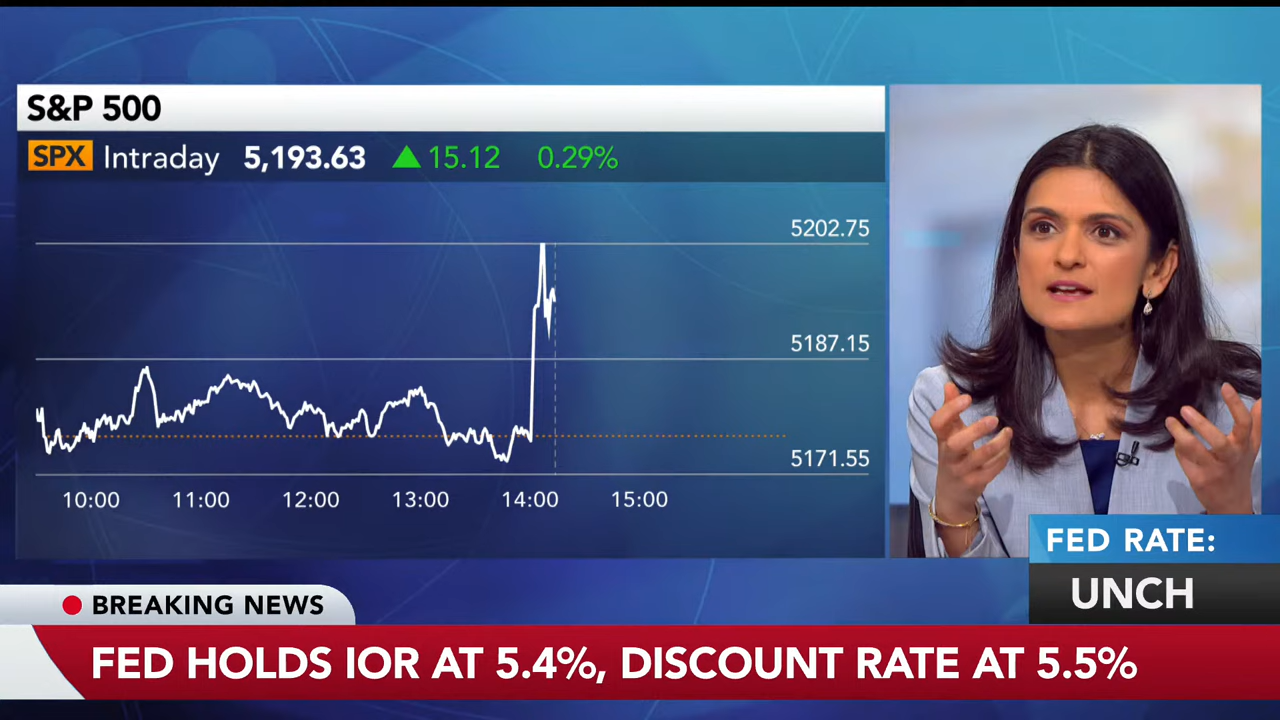 S&P 500
SPX Intraday 5,193.63 ▲ 15.12 0.29%
5202.75
5187.15
5171.55
10:00 11:00 12:00 13:00 14:00 15:00
FED RATE:
UNCH
BREAKING NEWS
FED HOLDS IOR AT 5.4%, DISCOUNT RATE AT 5.5%